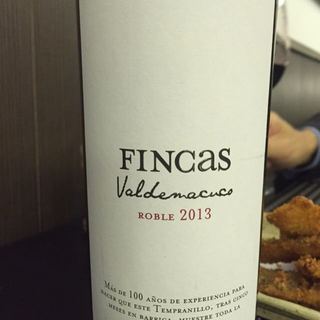 FINCas
Valdemacuco
ROBLE 2013
MÁS DE 100 AÑOS DE EXPERIENCIA PARA
HACER QUE ESTE TEMPRANILLO, TRAS CINCO
MESES EN BARRICA, MUESTRE TODA LA